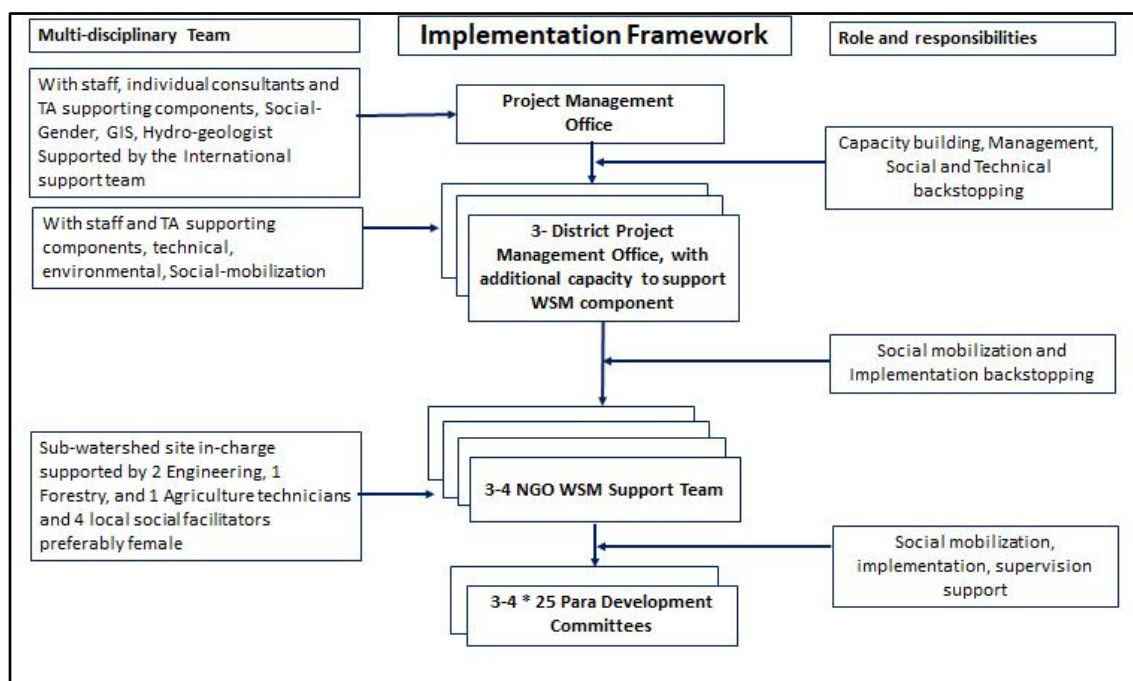 Multi-disciplinary Team
Implementation Framework
Role and responsibilities
With staff, individual consultants and
TA supporting components, Social-
Gender, GIS, Hydro-geologist
Supported by the International
support team
Project Management
Office
Capacity building, Management,
Social and Technical
backstopping
With staff and TA supporting
components, technical,
environmental, Social-mobilization
3- District Project
Management Office, with
additional capacity to support
WSM component
Social mobilization and
Implementation backstopping
Sub-watershed site in-charge
supported by 2 Engineering, 1
Forestry, and 1 Agriculture technicians
and 4 local social facilitators
preferably female
3-4 NGO WSM Support Team
Social mobilization,
implementation, supervision
support
3-4 * 25 Para Development
Committees